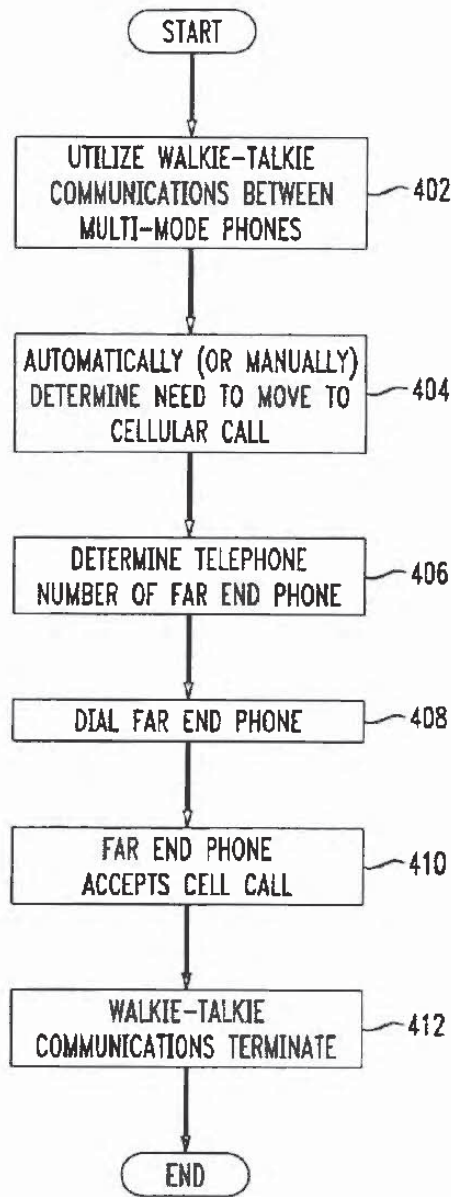 START
UTILIZE WALKIE-TALKIE
COMMUNICATIONS BETWEEN
MULTI-MODE PHONES
402
AUTOMATICALLY (OR MANUALLY)
DETERMINE NEED TO MOVE TO
CELLULAR CALL
404
DETERMINE TELEPHONE
NUMBER OF FAR END PHONE
406
DIAL FAR END PHONE
408
FAR END PHONE
ACCEPTS CELL CALL
410
WALKIE-TALKIE
COMMUNICATIONS TERMINATE
412
END